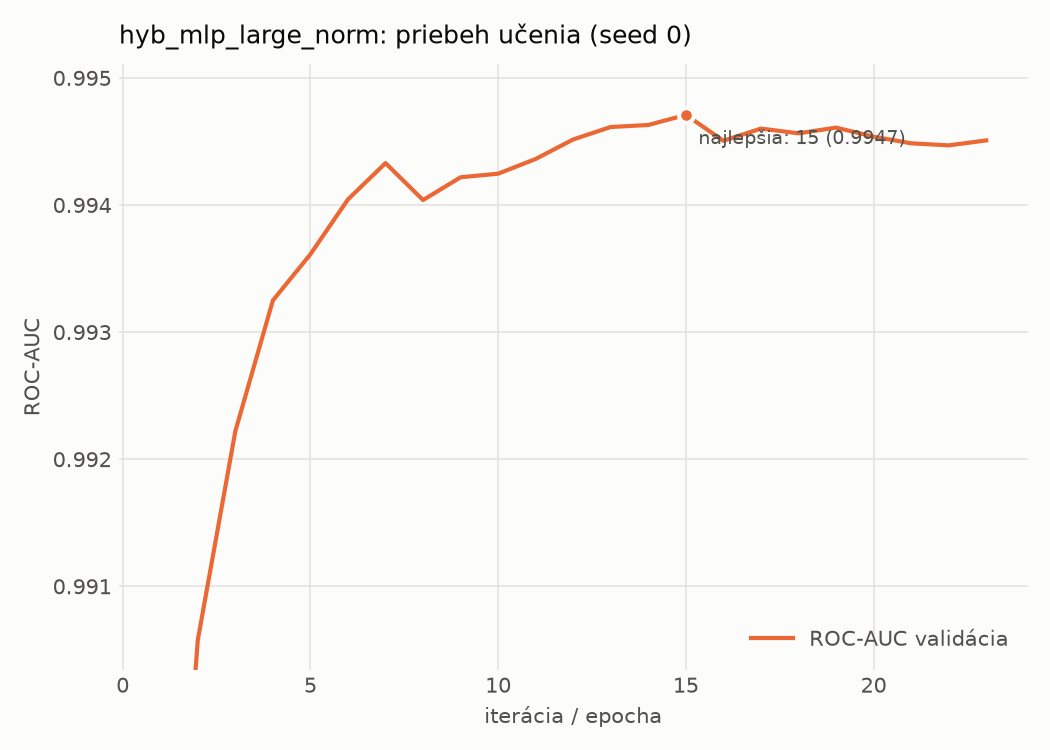 hyb_mlp_large_norm: priebeh učenia (seed 0)
0.995
najlepšia: 15 (0.9947)
0.994
0.993
0.992
0.991
ROC-AUC
ROC-AUC validácia
0 5 10 15 20
iterácia / epocha